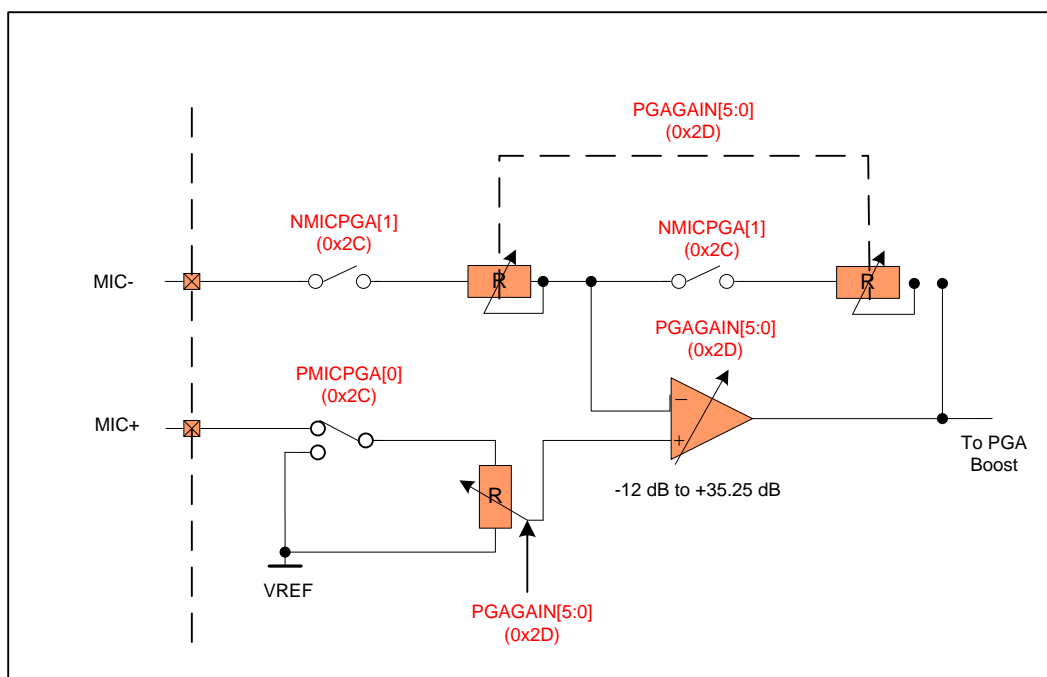 PGAGAIN[5:0]
(0x2D)
NMICPGA[1]
(0x2C)
NMICPGA[1]
(0x2C)
MIC-
R
R
PGAGAIN[5:0]
(0x2D)
PMICPGA[0]
(0x2C)
MIC+
−
+
R
To PGA
Boost
-12 dB to +35.25 dB
VREF
PGAGAIN[5:0]
(0x2D)